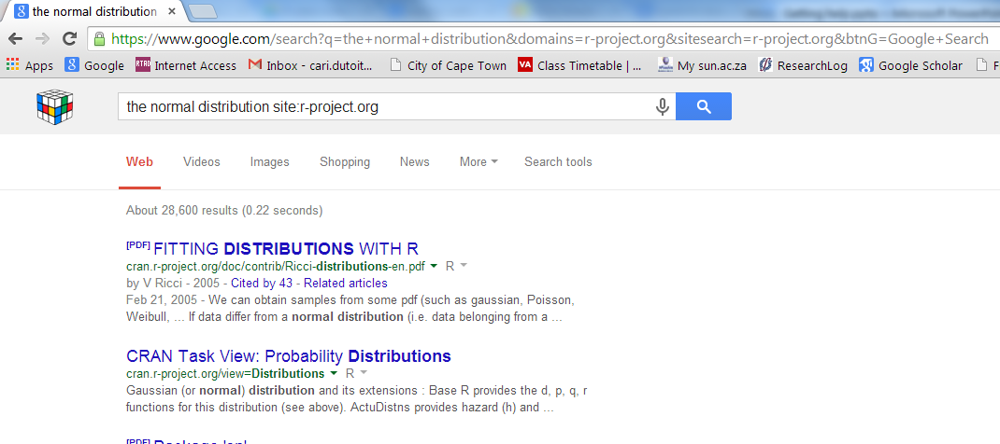 the normal distribution
https://www.google.com/search?q=the+normal+distribution&domains=r-project.org&sitesearch=r-project.org&btnG=Google+Search
Apps Google Internet Access Inbox - cari.dutoit... City of Cape Town VA Class Timetable | ... My sun.ac.za ResearchLog Google Scholar F
the normal distribution site:r-project.org
Web Videos Images Shopping News More Search tools
About 28,600 results (0.22 seconds)
[PDF] FITTING DISTRIBUTIONS WITH R
cran.r-project.org/doc/contrib/Ricci-distributions-en.pdf R
by V Ricci - 2005 - Cited by 43 - Related articles
Feb 21, 2005 - We can obtain samples from some pdf (such as gaussian, Poisson,
Weibull, ... If data differ from a normal distribution (i.e. data belonging from a ...
CRAN Task View: Probability Distributions
cran.r-project.org/view=Distributions R
Gaussian (or normal) distribution and its extensions : Base R provides the d, p, q, r
functions for this distribution (see above). ActuDistns provides hazard (h) and ...
[PDF]